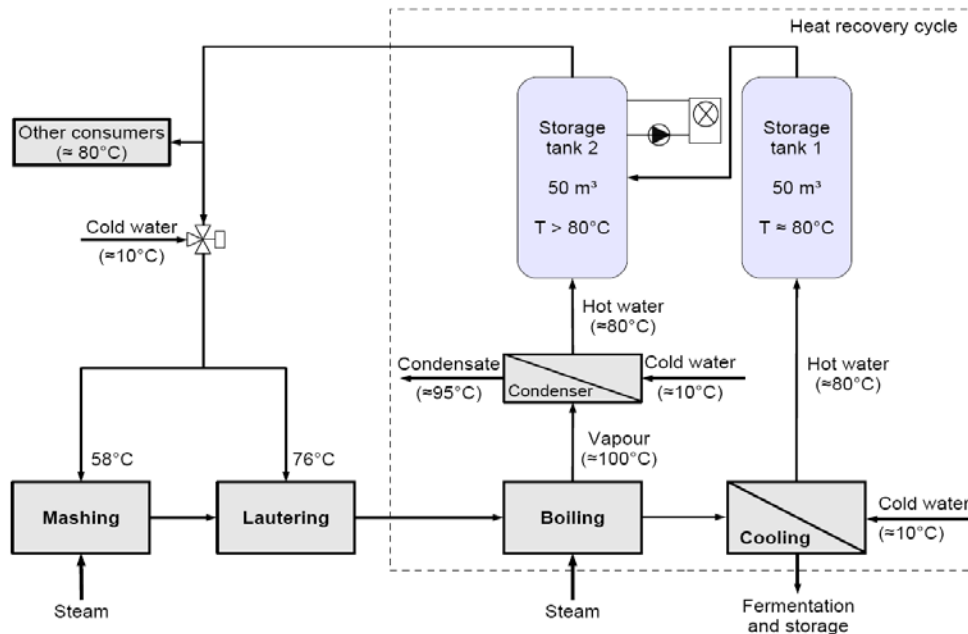 Heat recovery cycle
Other consumers
(≈ 80°C)
Storage
tank 2
50 m³
T > 80°C
Storage
tank 1
50 m³
T ≈ 80°C
Cold water
(≈10°C)
Hot water
(≈80°C)
Condensate
(≈95°C)
Condenser
Cold water
(≈10°C)
Hot water
(≈80°C)
Vapour
(≈100°C)
58°C
76°C
Mashing
Lautering
Boiling
Cooling
Cold water
(≈10°C)
Steam
Steam
Fermentation
and storage